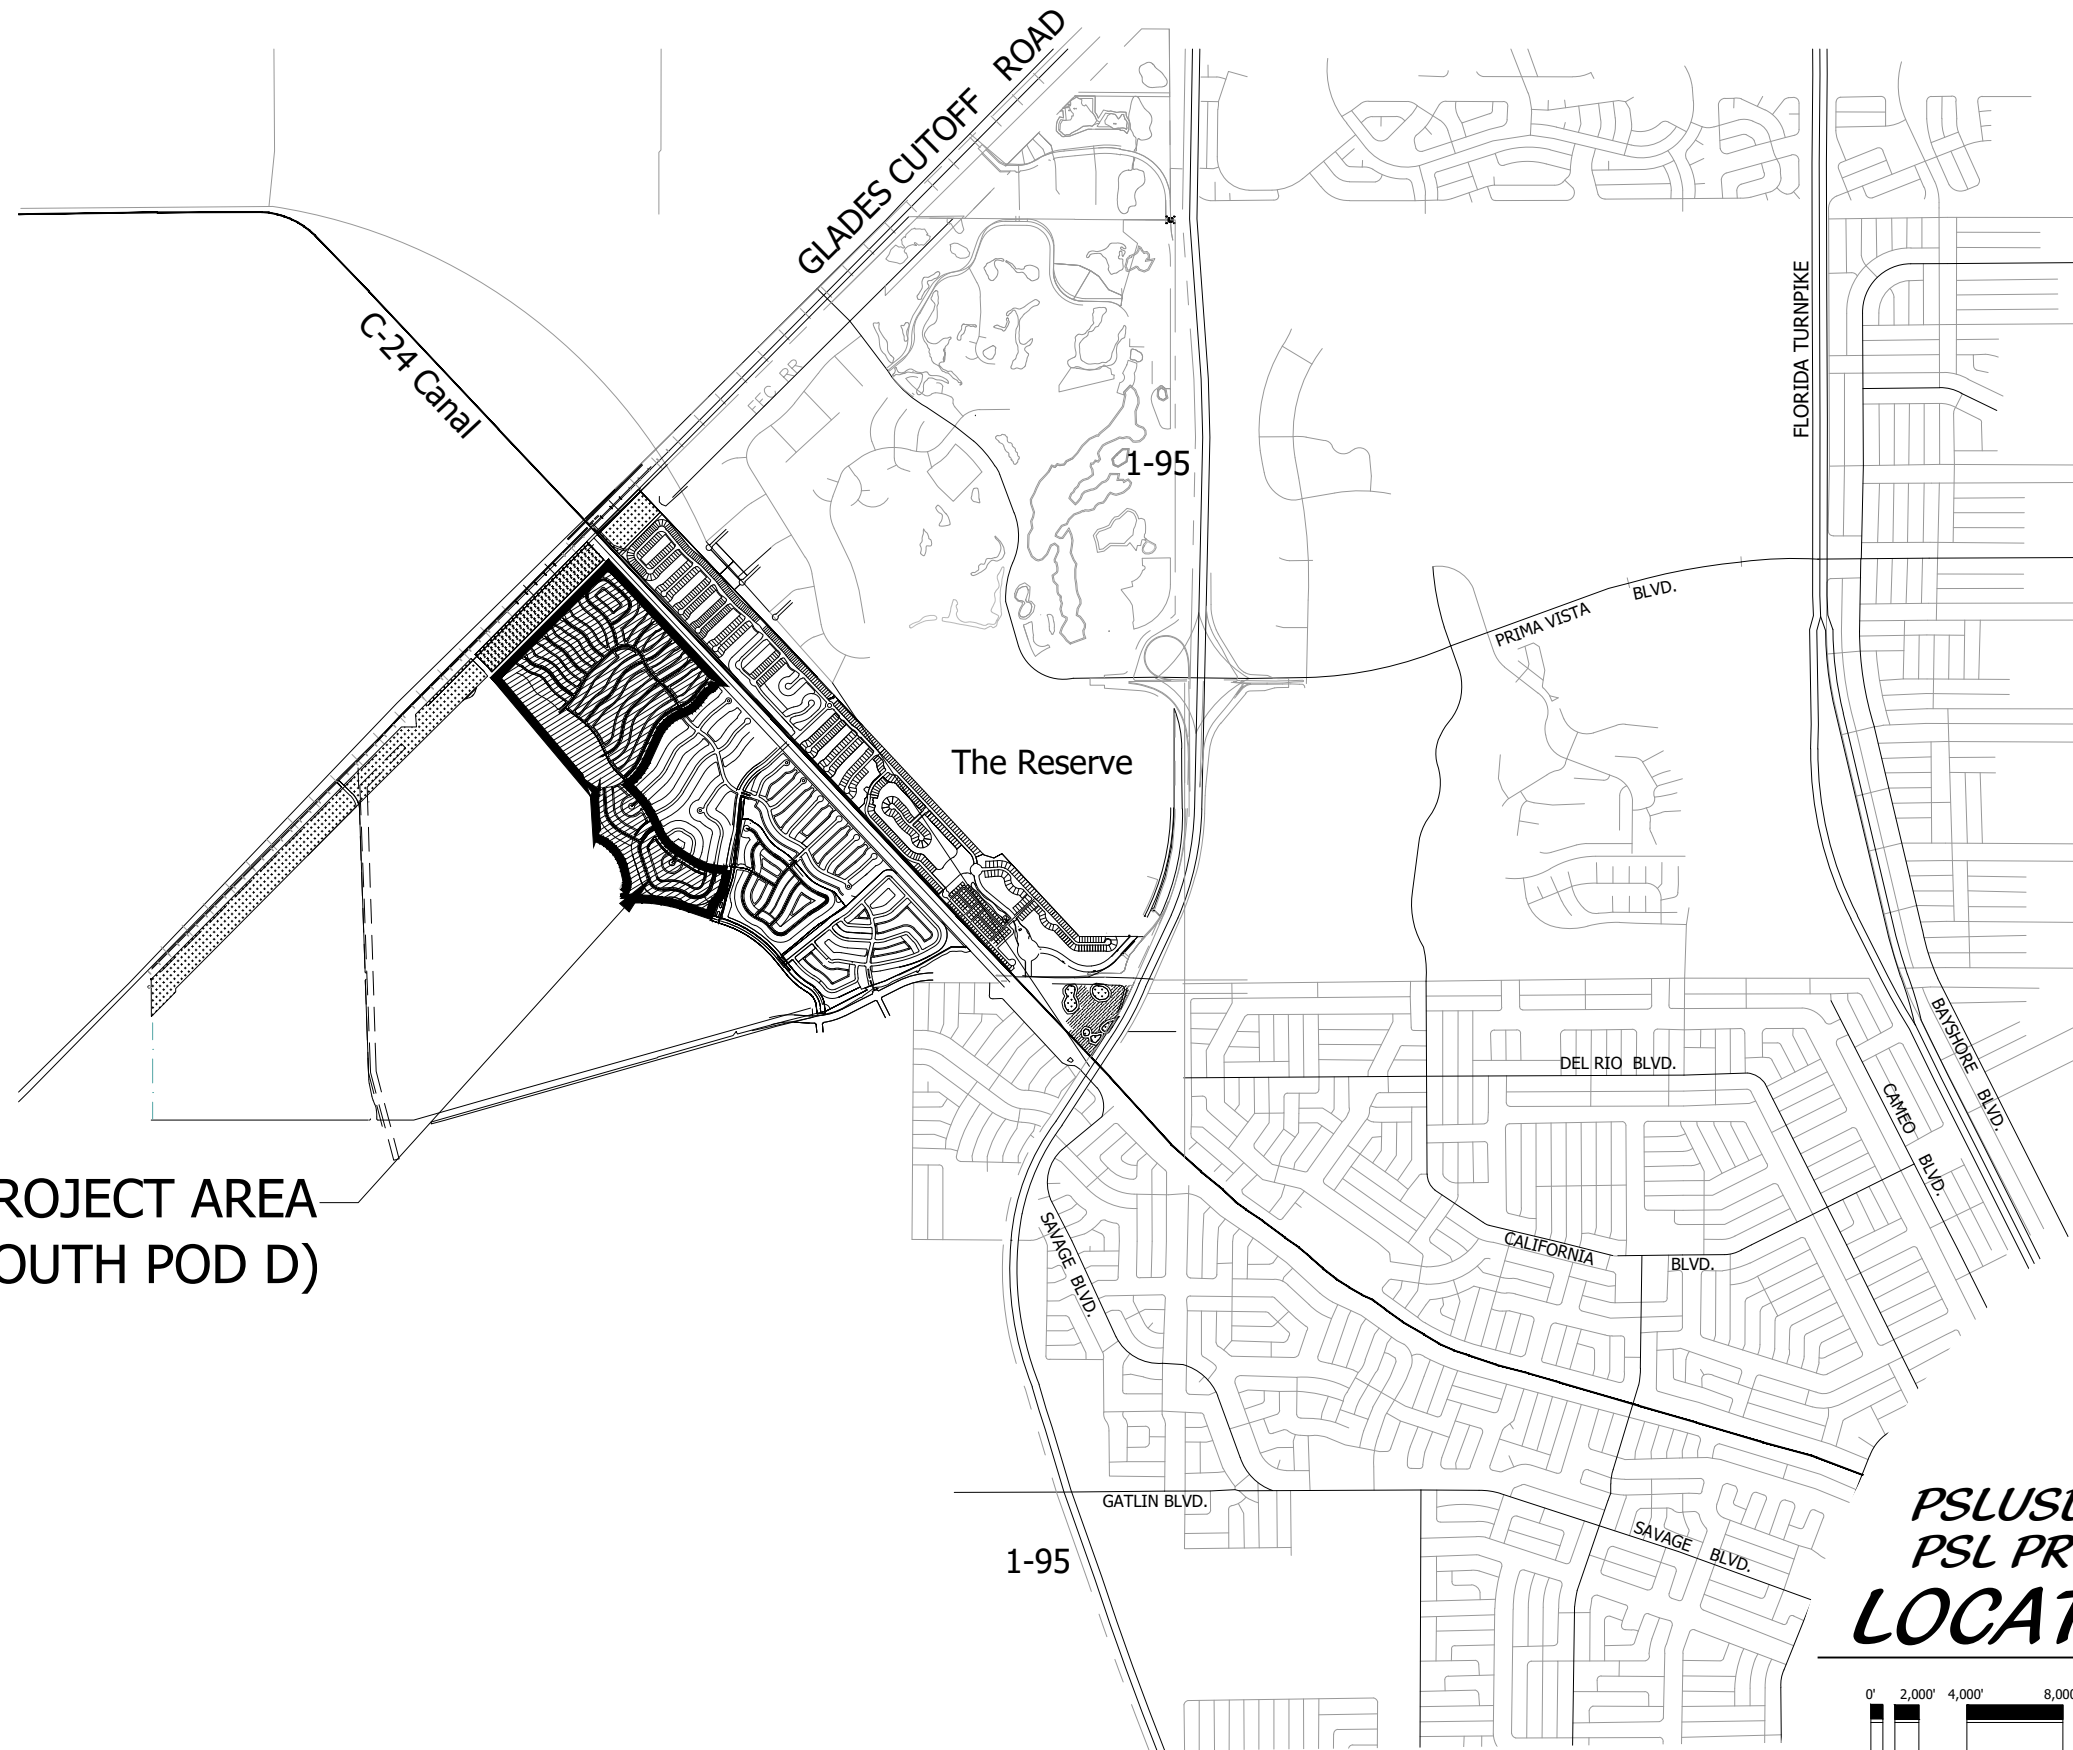 GLADES CUTOFF ROAD
C-24 Canal
FLORIDA TURNPIKE
FEC RR
1-95
PRIMA VISTA BLVD.
The Reserve
DEL RIO BLVD.
BAYSHORE BLVD.
CAMEO BLVD.
ROJECT AREA
OUTH POD D)
SAVAGE BLVD.
CALIFORNIA BLVD.
GATLIN BLVD.
SAVAGE BLVD.
1-95
PSLUS
PSL PR
LOCAT
0' 2,000' 4,000' 8,000